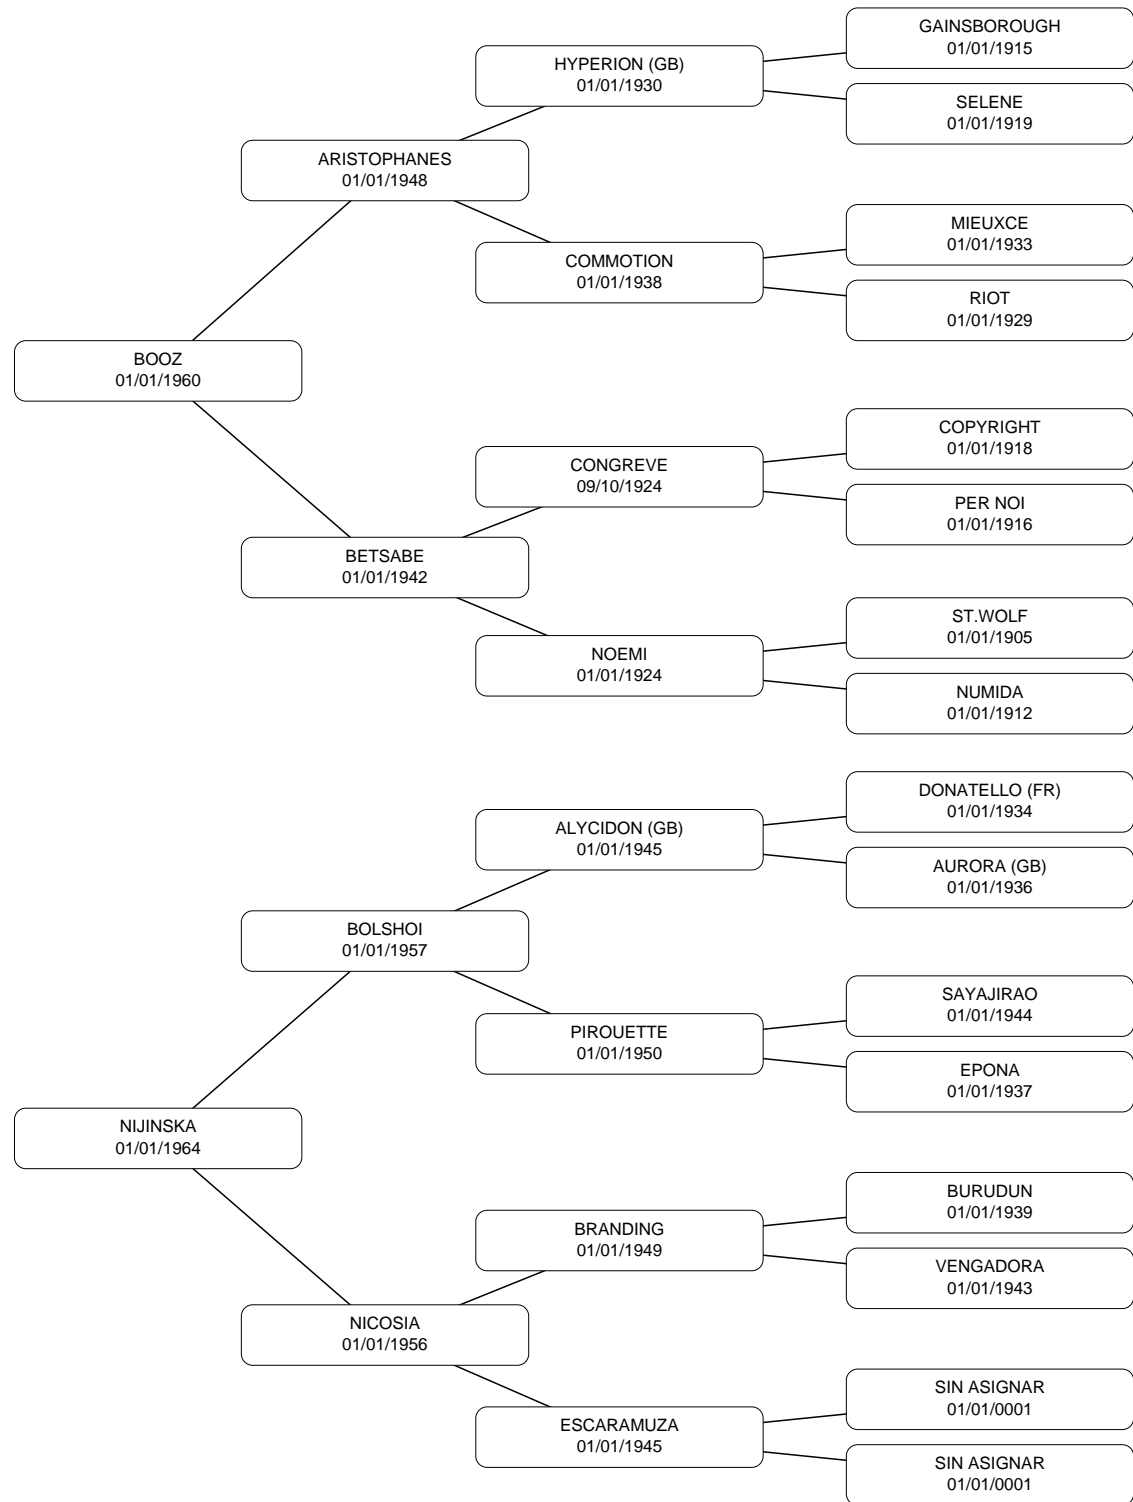 GAINSBOROUGH
01/01/1915
HYPERION (GB)
01/01/1930
SELENE
01/01/1919
ARISTOPHANES
01/01/1948
MIEUXCE
01/01/1933
COMMOTION
01/01/1938
RIOT
01/01/1929
BOOZ
01/01/1960
COPYRIGHT
01/01/1918
CONGREVE
09/10/1924
PER NOI
01/01/1916
BETSABE
01/01/1942
ST.WOLF
01/01/1905
NOEMI
01/01/1924
NUMIDA
01/01/1912
DONATELLO (FR)
01/01/1934
ALYCIDON (GB)
01/01/1945
AURORA (GB)
01/01/1936
BOLSHOI
01/01/1957
SAYAJIRAO
01/01/1944
PIROUETTE
01/01/1950
EPONA
01/01/1937
NIJINSKA
01/01/1964
BURUDUN
01/01/1939
BRANDING
01/01/1949
VENGADORA
01/01/1943
NICOSIA
01/01/1956
SIN ASIGNAR
01/01/0001
ESCARAMUZA
01/01/1945
SIN ASIGNAR
01/01/0001